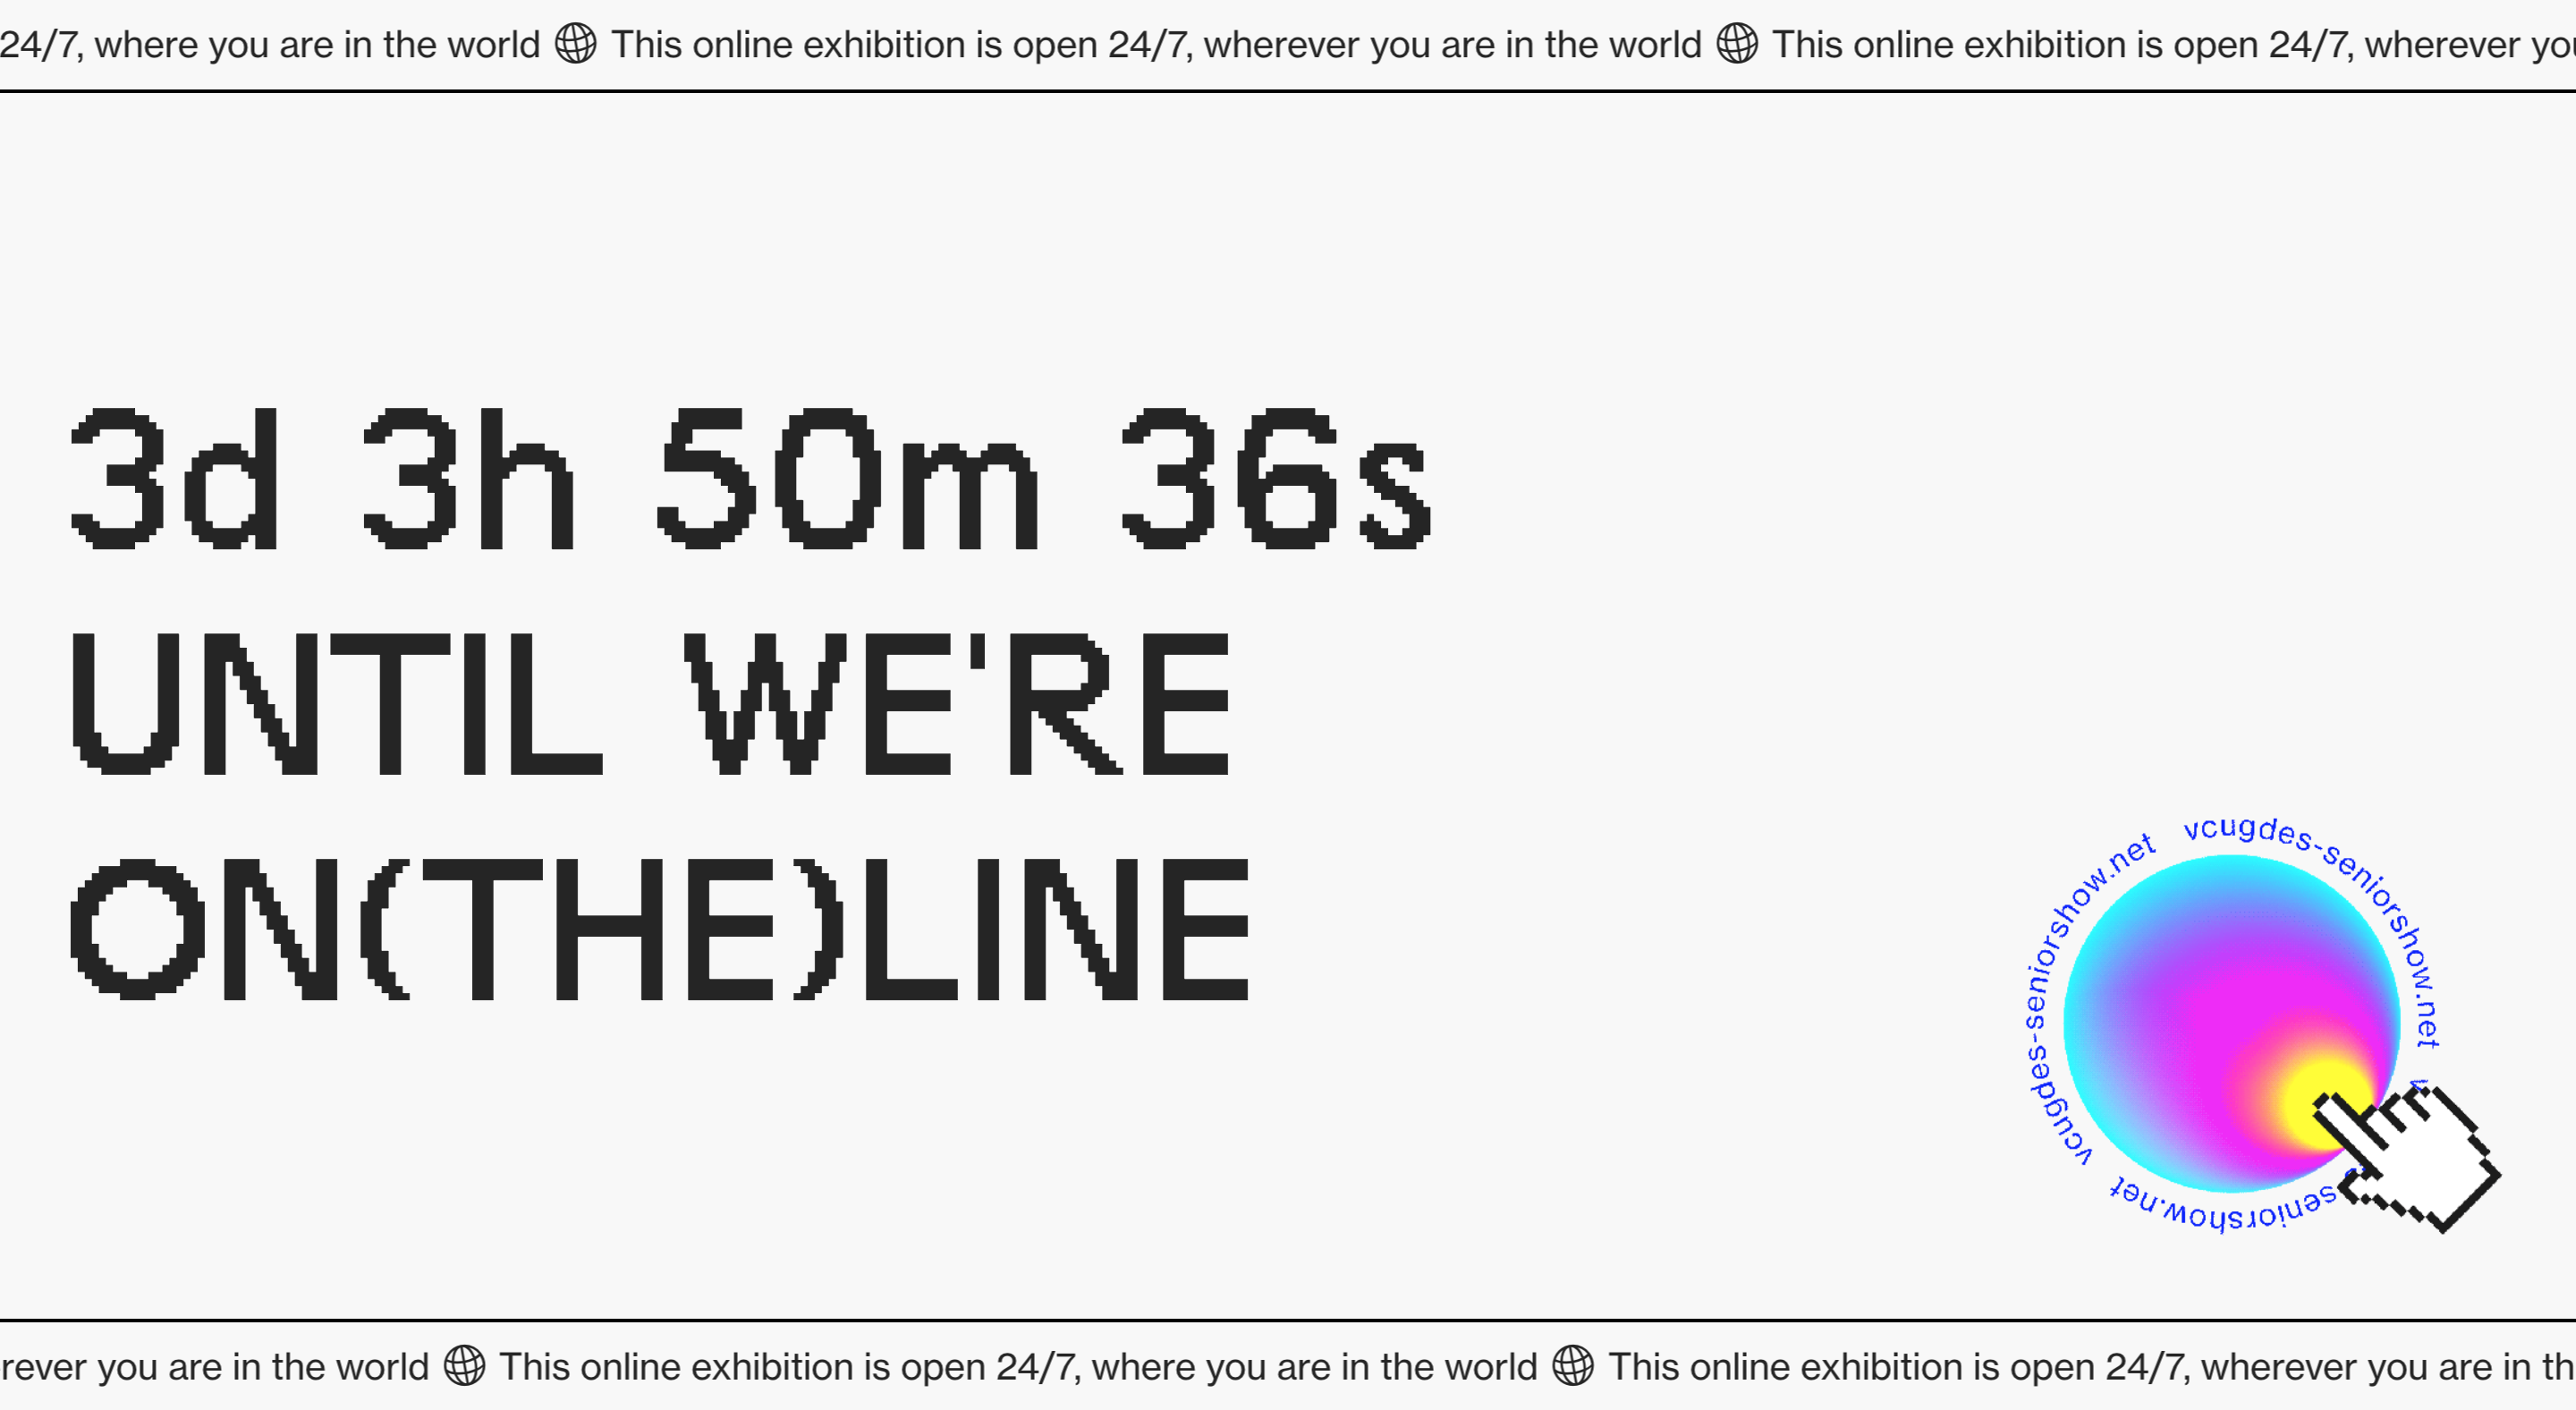 24/7, where you are in the world This online exhibition is open 24/7, wherever you are in the world This online exhibition is open 24/7, wherever you
3d 3h 50m 36s
UNTIL WE'RE
ON(THE)LINE
vcugdes-seniorshow.net vcugdes-seniorshow.net seniorshow.net
rever you are in the world This online exhibition is open 24/7, where you are in the world This online exhibition is open 24/7, wherever you are in th